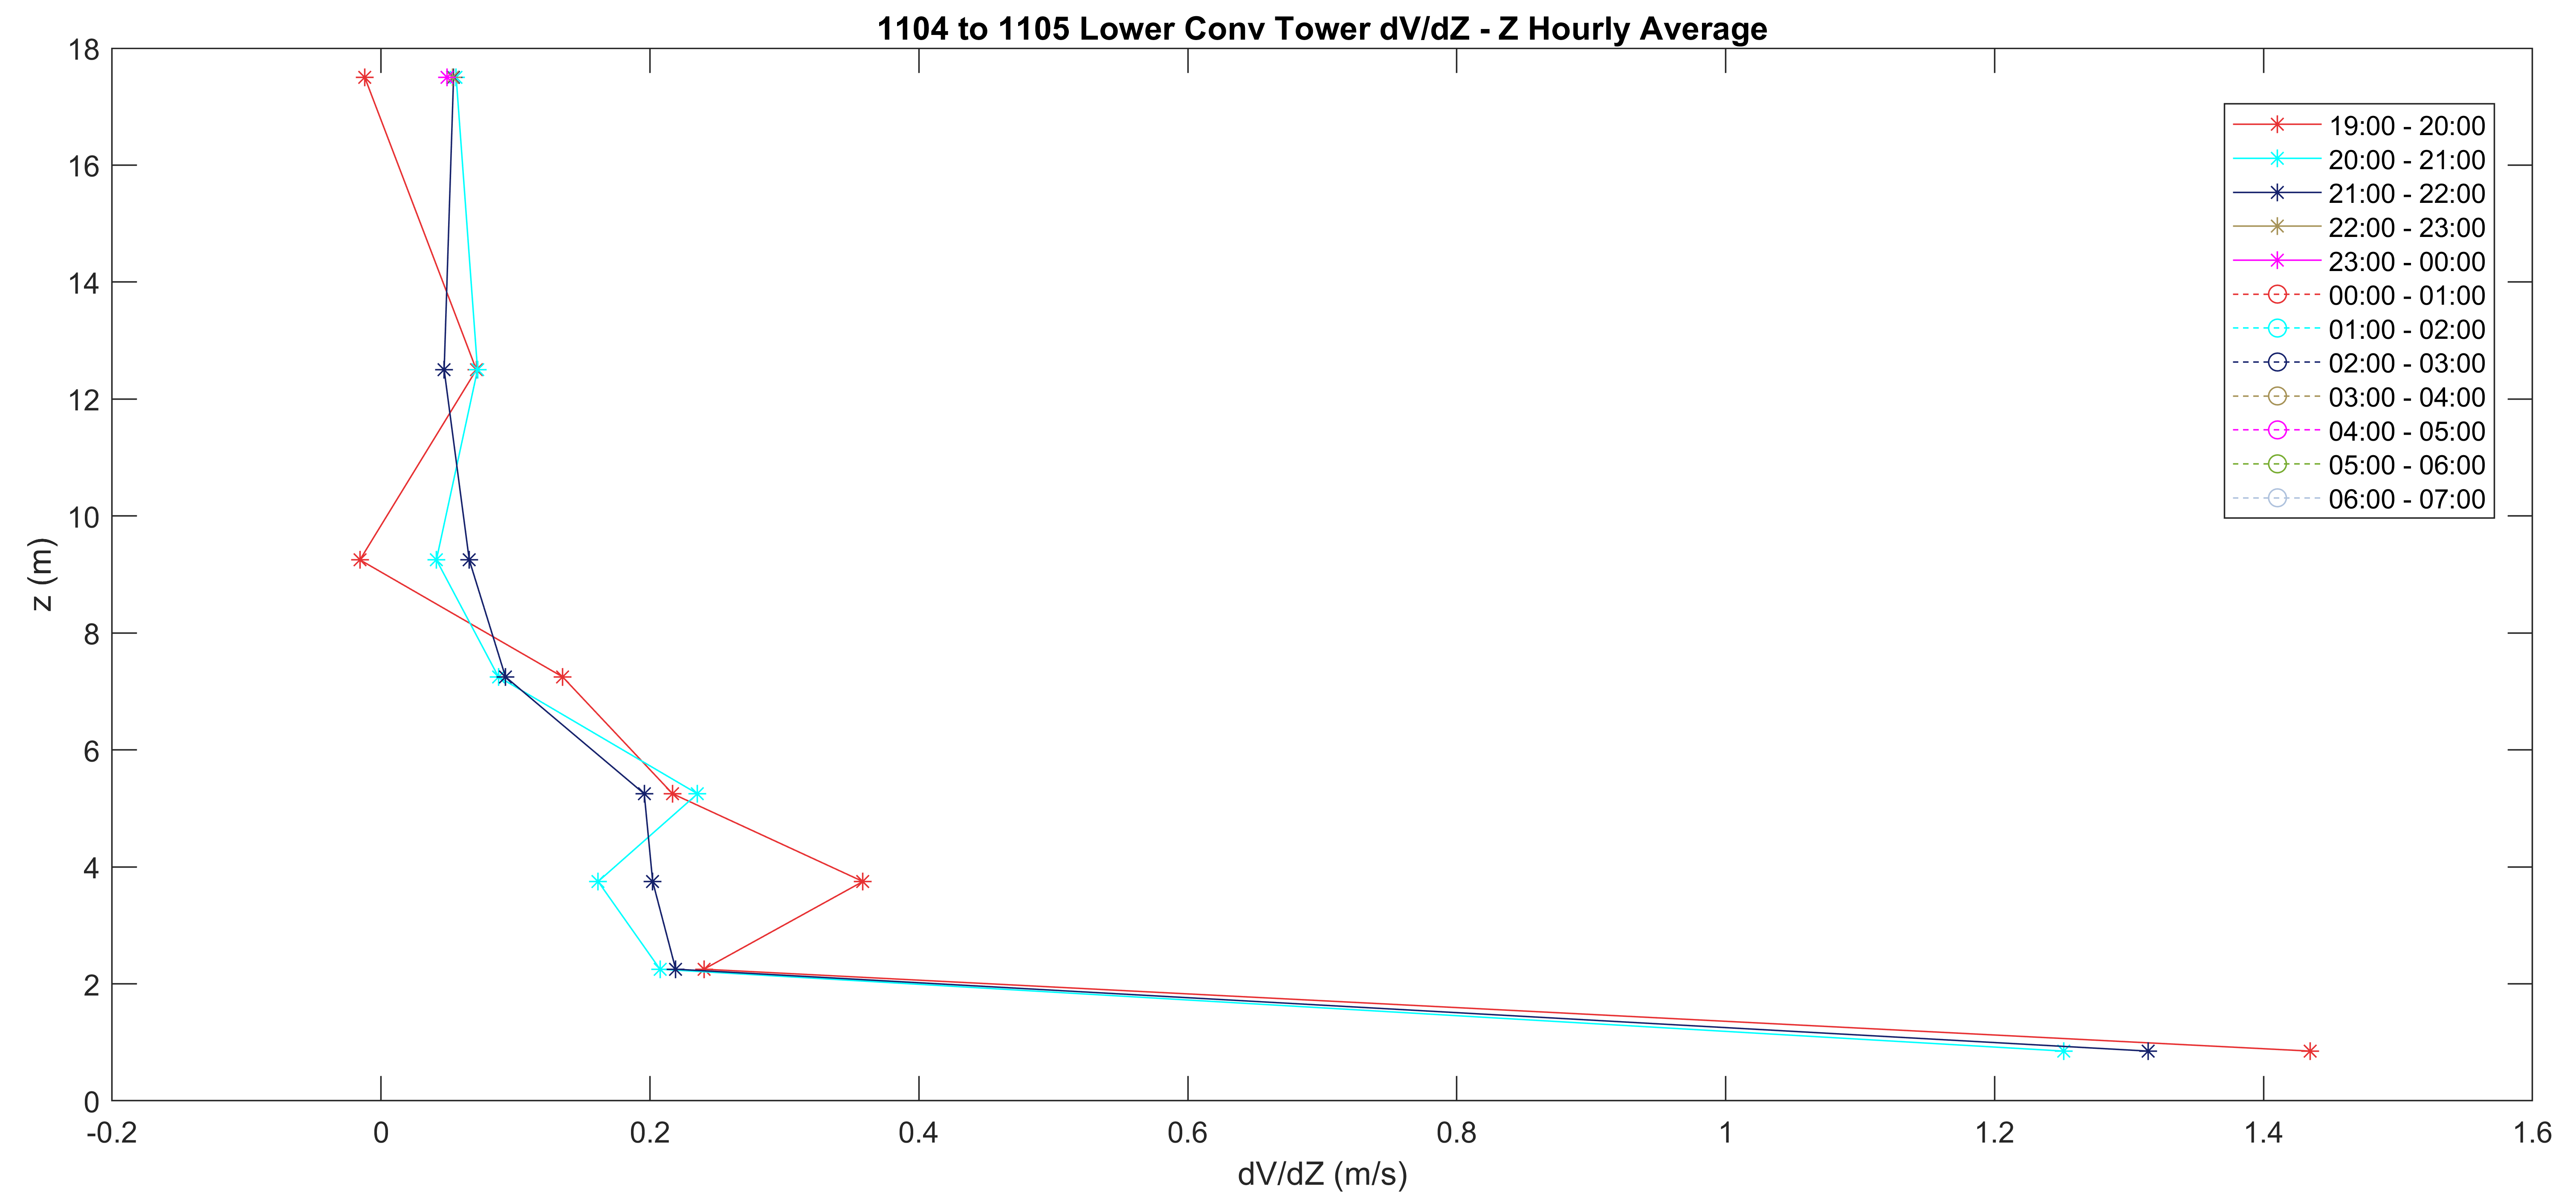 1104 to 1105 Lower Conv Tower dV/dZ - Z Hourly Average
18
16
14
12
10
8
6
4
2
0
z (m)
19:00 - 20:00
20:00 - 21:00
21:00 - 22:00
22:00 - 23:00
23:00 - 00:00
00:00 - 01:00
01:00 - 02:00
02:00 - 03:00
03:00 - 04:00
04:00 - 05:00
05:00 - 06:00
06:00 - 07:00
-0.2 0 0.2 0.4 0.6 0.8 1 1.2 1.4 1.6
dV/dZ (m/s)